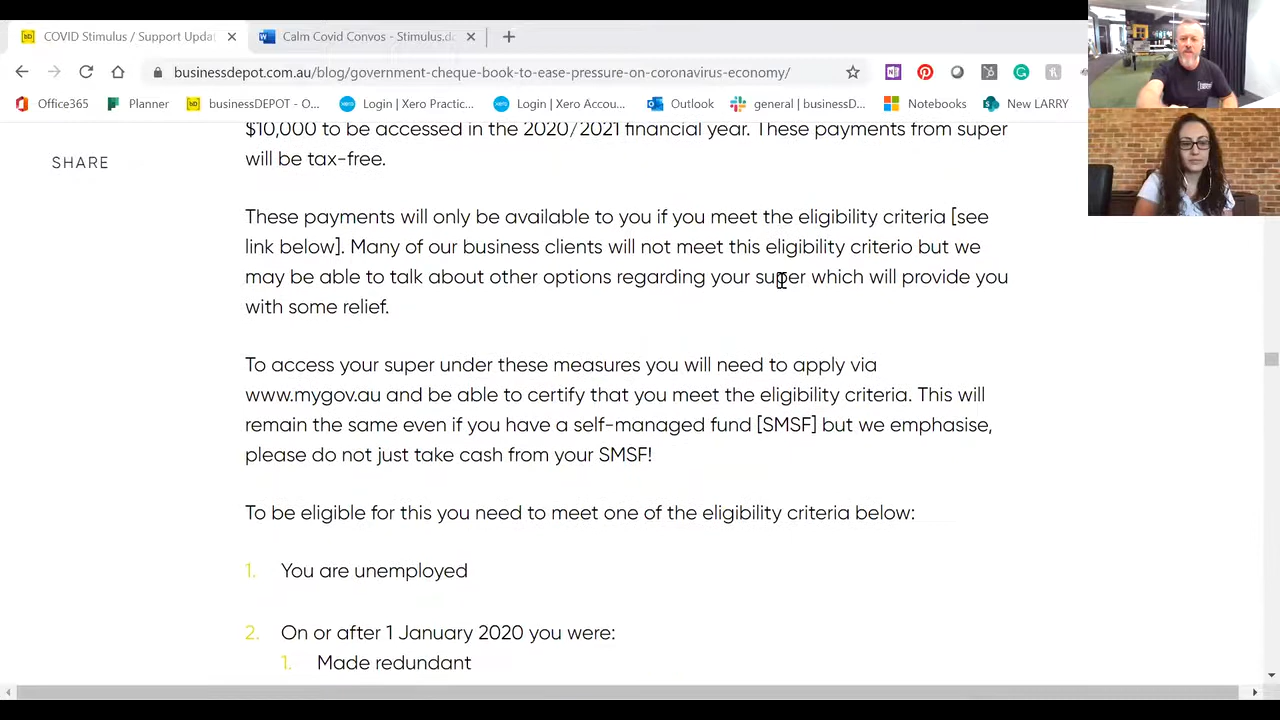 COVID Stimulus / Support Upda
Calm Covid Convos - Stimulus.do
businessdepot.com.au/blog/government-cheque-book-to-ease-pressure-on-coronavirus-economy/
Office365 Planner businessDEPOT - O... Login | Xero Practic... Login | Xero Accou... Outlook general | businessD... Notebooks New LARRY
$10,000 to be accessed in the 2020/2021 financial year. These payments from super
will be tax-free.
SHARE
These payments will only be available to you if you meet the eligibility criteria [see
link below]. Many of our business clients will not meet this eligibility criterio but we
may be able to talk about other options regarding your super which will provide you
with some relief.
To access your super under these measures you will need to apply via
www.mygov.au and be able to certify that you meet the eligibility criteria. This will
remain the same even if you have a self-managed fund [SMSF] but we emphasise,
please do not just take cash from your SMSF!
To be eligible for this you need to meet one of the eligibility criteria below:
1. You are unemployed
2. On or after 1 January 2020 you were:
1. Made redundant